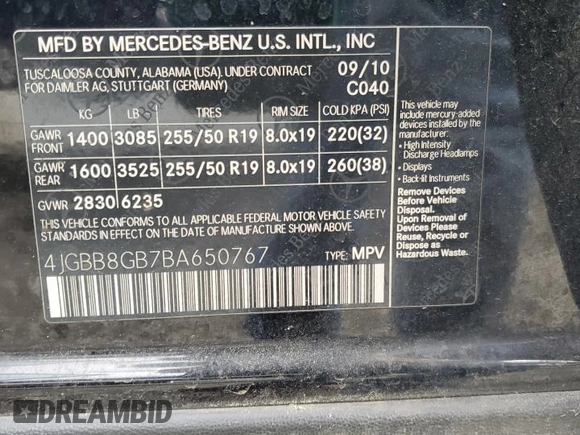 MFD BY MERCEDES-BENZ U.S. INTL., INC
TUSCALOOSA COUNTY, ALABAMA (USA). UNDER CONTRACT 09/10
FOR DAIMLER AG, STUTTGART (GERMANY) C040
KG LB TIRES RIM SIZE COLD KPA (PSI)
GAWR FRONT 1400 3085 255/50 R19 8.0x19 220(32)
GAWR REAR 1600 3525 255/50 R19 8.0x19 260(38)
GVWR 2830 6235
THIS VEHICLE CONFORMS TO ALL APPLICABLE FEDERAL MOTOR VEHICLE SAFETY
STANDARDS IN EFFECT ON THE DATE OF MANUFACTURE SHOWN ABOVE.
4JGBB8GB7BA650767 TYPE: MPV
This vehicle may
include mercury-added
devices installed by the
manufacturer:
• High Intensity
Discharge Headlamps
• Displays
• Back-lit Instruments
Remove Devices
Before Vehicle
Disposal.
Upon Removal of
Devices Please
Reuse, Recycle or
Dispose as
Hazardous Waste.
DREAMBID